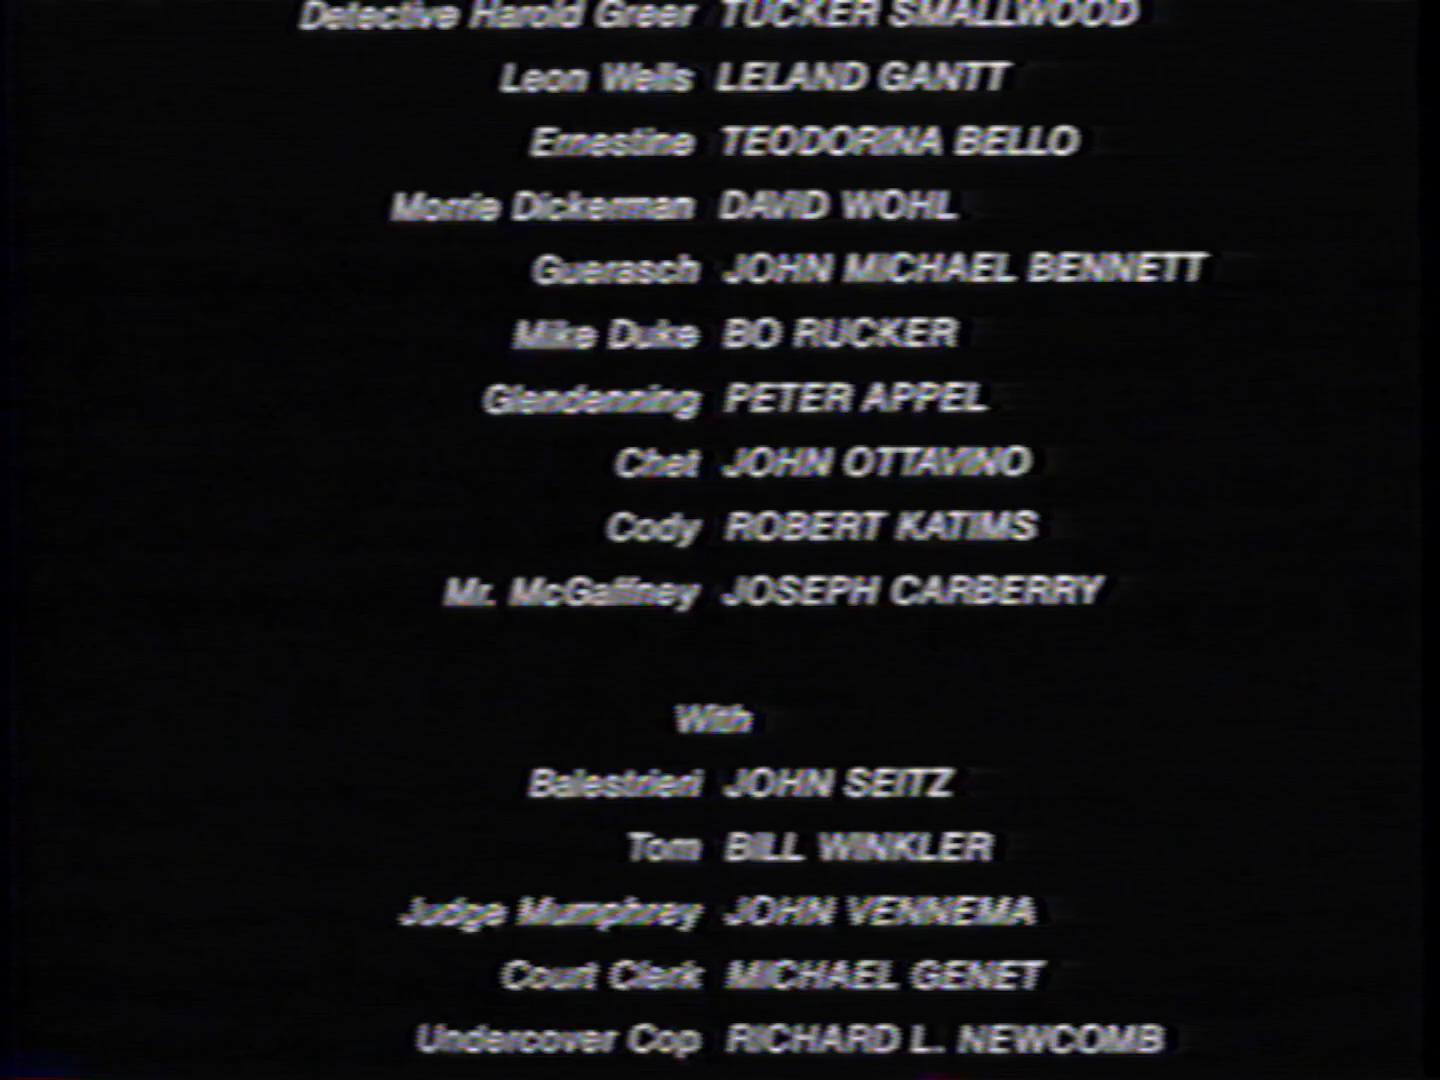 Detective Harold Greer TUCKER SMALLWOOD
Leon Wells LELAND GANTT
Ernestine TEODORINA BELLO
Morrie Dickerman DAVID WOHL
Guerasch JOHN MICHAEL BENNETT
Mike Duke BO RUCKER
Glendenning PETER APPEL
Chet JOHN OTTAVINO
Cody ROBERT KATIMS
Mr. McGaffney JOSEPH CARBERRY
With
Balestrieri JOHN SEITZ
Tom BILL WINKLER
Judge Mumphrey JOHN VENNEMA
Court Clerk MICHAEL GENET
Undercover Cop RICHARD L. NEWCOMB